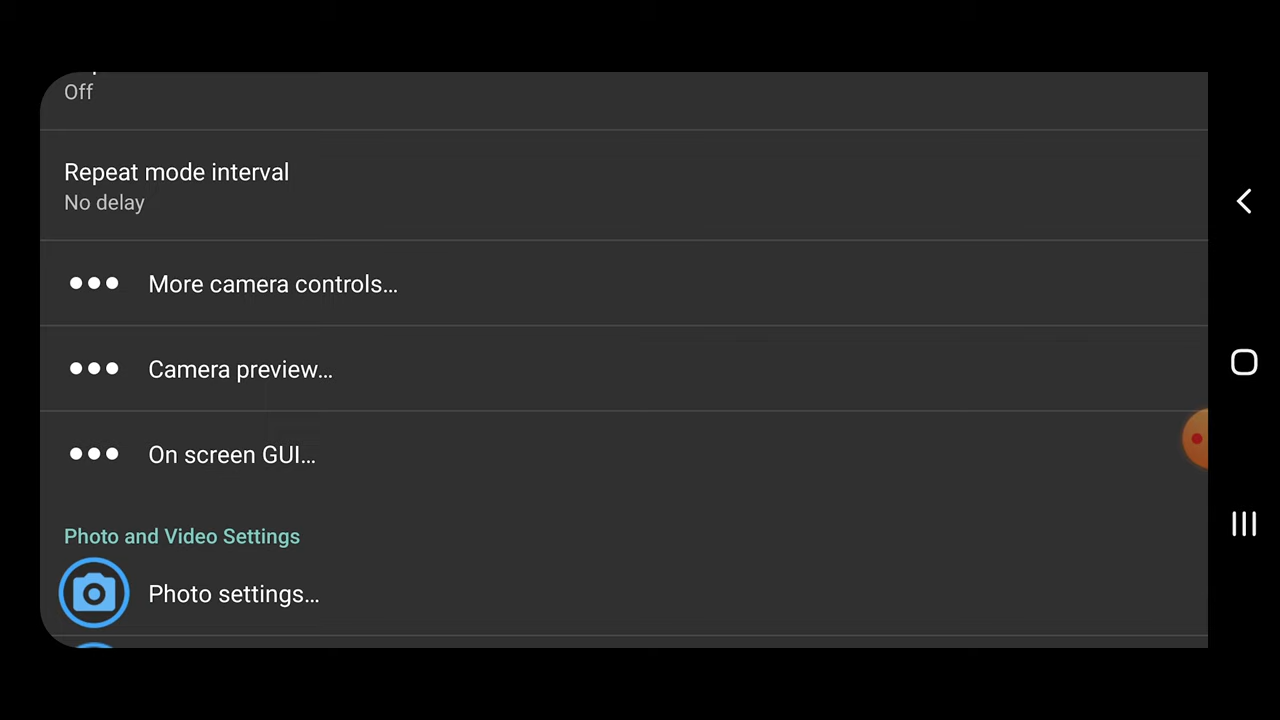 Off
Repeat mode interval
No delay
More camera controls...
Camera preview...
On screen GUI...
Photo and Video Settings
Photo settings...